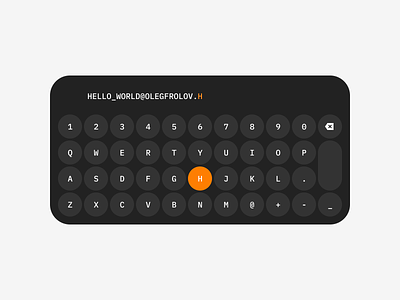 HELLO_WORLD@OLEGFROLOV.H
1 2 3 4 5 6 7 8 9 0
Q W E R T Y U I O P
A S D F G H J K L .
Z X C V B N M @ + - _